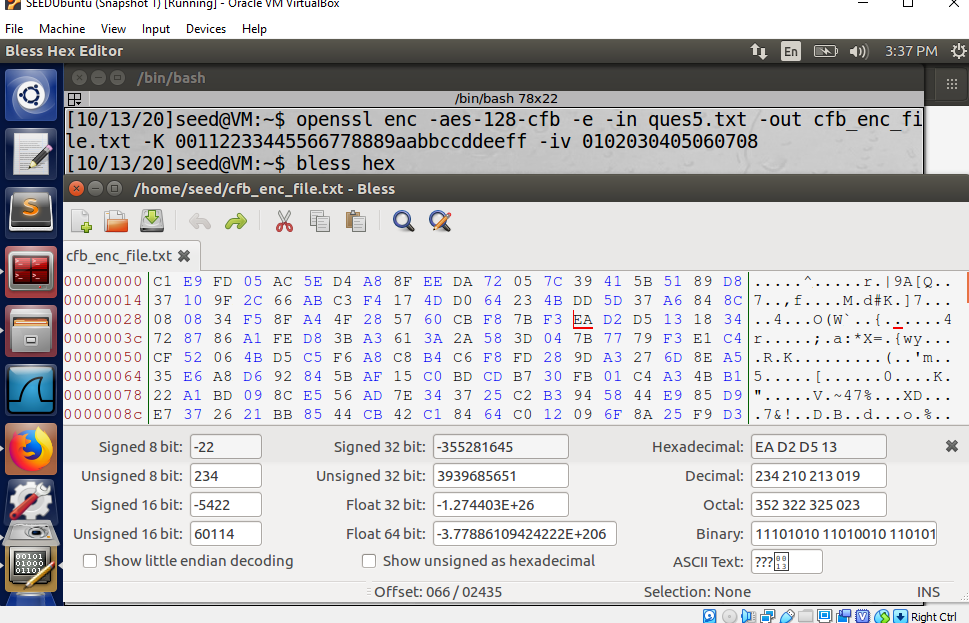 SEEDUbuntu (Snapshot 1) [Running] - Oracle VM VirtualBox
File Machine View Input Devices Help
Bless Hex Editor En 3:37 PM
/bin/bash
/bin/bash 78x22
[10/13/20]seed@VM:~$ openssl enc -aes-128-cfb -e -in ques5.txt -out cfb_enc_fi
le.txt -K 00112233445566778889aabbccddeeff -iv 0102030405060708
[10/13/20]seed@VM:~$ bless hex
/home/seed/cfb_enc_file.txt - Bless
cfb_enc_file.txt
00000000 C1 E9 FD 05 AC 5E D4 A8 8F EE DA 72 05 7C 39 41 5B 51 89 D8 .....^.....r.|9A[Q..
00000014 37 10 9F 2C 66 AB C3 F4 17 4D D0 64 23 4B DD 5D 37 A6 84 8C 7..,f....M.d#K.]7...
00000028 08 08 34 F5 8F A4 4F 28 57 60 CB F8 7B F3 EA D2 D5 13 18 34 ..4...O(W`..{......4
0000003c 72 87 86 A1 FE D8 3B A3 61 3A 2A 58 3D 04 7B 77 79 F3 E1 C4 r.....;.a:*X=.{wy...
00000050 CF 52 06 4B D5 C5 F6 A8 C8 B4 C6 F8 FD 28 9D A3 27 6D 8E A5 .R.K.........(..'m..
00000064 35 E6 A8 D6 92 84 5B AF 15 C0 BD CD B7 30 FB 01 C4 A3 4B B1 5.....[......0....K.
00000078 22 A1 BD 09 8C E5 56 AD 7E 34 37 25 C2 B3 94 58 44 E9 85 D9 ".....V.~47%...XD...
0000008c E7 37 26 21 BB 85 44 CB 42 C1 84 64 C0 12 09 6F 8A 25 F9 D3 .7&!..D.B..d...o.%..
Signed 8 bit: -22 Signed 32 bit: -355281645 Hexadecimal: EA D2 D5 13
Unsigned 8 bit: 234 Unsigned 32 bit: 3939685651 Decimal: 234 210 213 019
Signed 16 bit: -5422 Float 32 bit: -1.274403E+26 Octal: 352 322 325 023
Unsigned 16 bit: 60114 Float 64 bit: -3.77886109424222E+206 Binary: 11101010 11010010 110101
Show little endian decoding Show unsigned as hexadecimal ASCII Text: ???
Offset: 066 / 02435 Selection: None INS
Right Ctrl